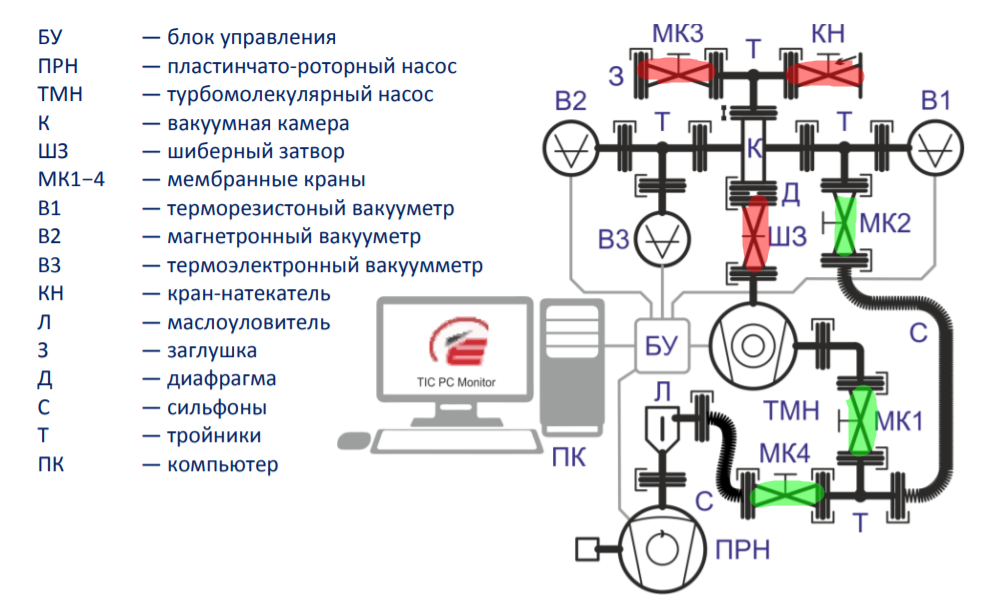 БУ — блок управления
ПРН — пластинчато-роторный насос
ТМН — турбомолекулярный насос
К — вакуумная камера
ШЗ — шиберный затвор
МК1−4 — мембранные краны
В1 — терморезистоный вакууметр
В2 — магнетронный вакууметр
В3 — термоэлектронный вакуумметр
КН — кран-натекатель
Л — маслоуловитель
З — заглушка
Д — диафрагма
С — сильфоны
Т — тройники
ПК — компьютер
МК3
Т
КН
З
В2
Т
Т
В1
К
Д
В3
ШЗ
МК2
БУ
С
TIC PC Monitor
Л
ТМН
МК1
ПК
МК4
С
Т
ПРН